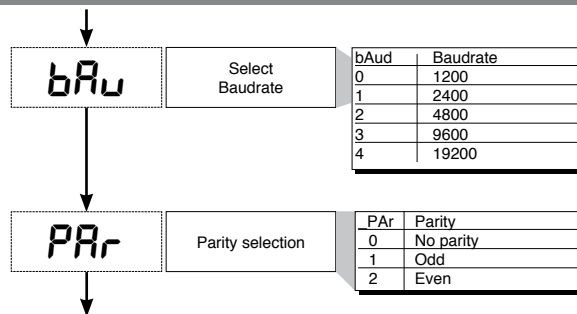 bAu
Select
Baudrate
bAud Baudrate
0 1200
1 2400
2 4800
3 9600
4 19200
PAr
Parity selection
_PAr Parity
0 No parity
1 Odd
2 Even